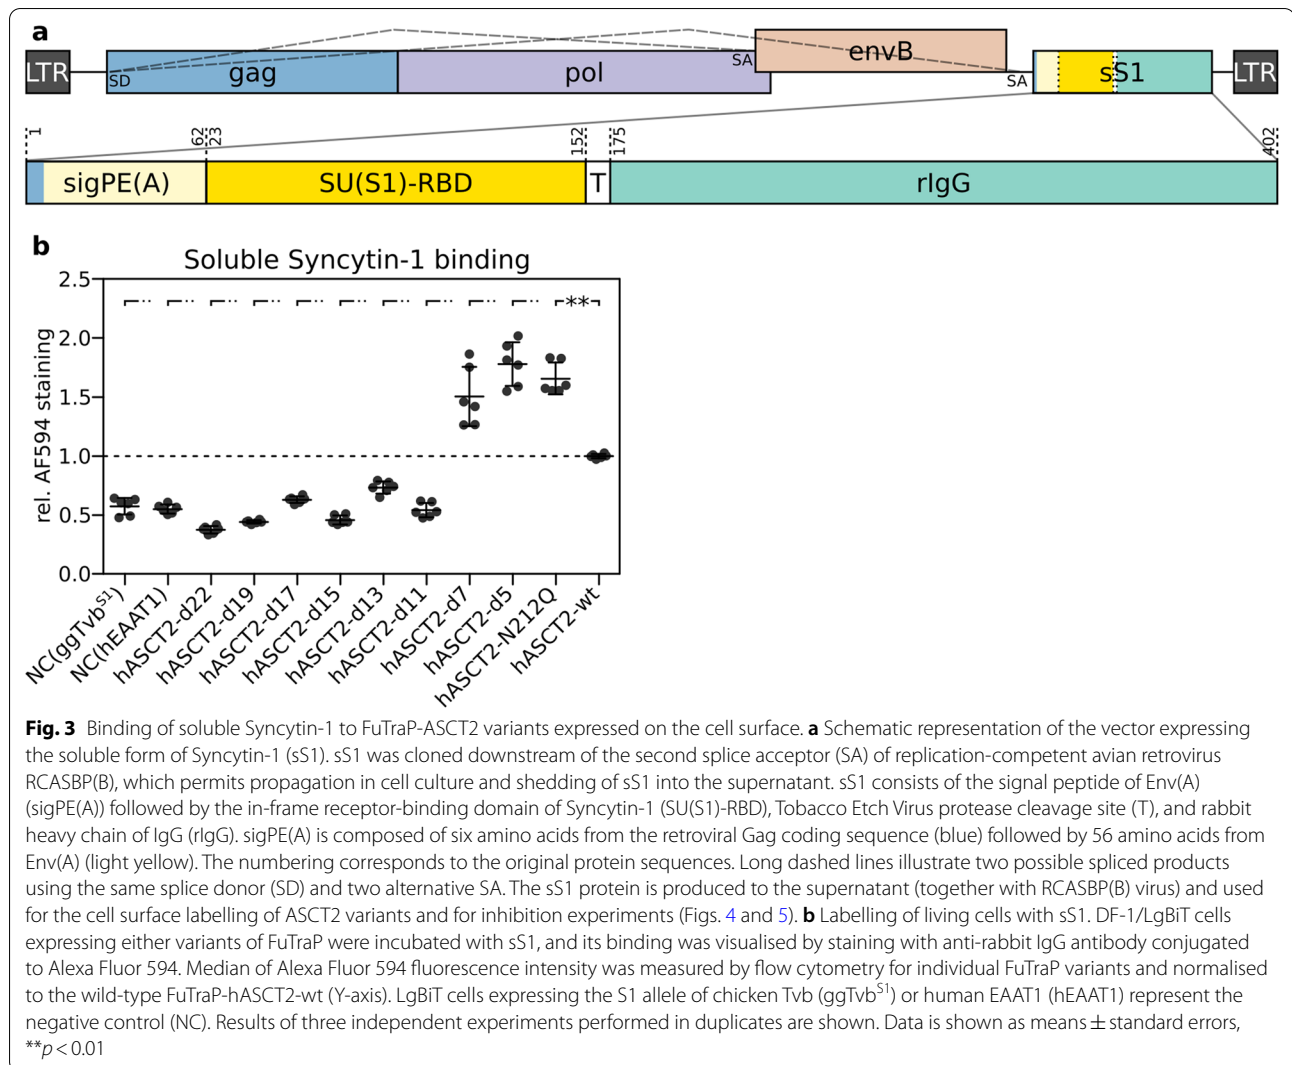 a
LTR
SD
gag
pol
SA
envB
SA
sS1
LTR
1
62
23
152
175
402
sigPE(A)
SU(S1)-RBD
T
rIgG
b
Soluble Syncytin-1 binding
rel. AF594 staining
2.5
2.0
1.5
1.0
0.5
0.0
**
NC(ggTvbS1)
NC(hEAAT1)
hASCT2-d22
hASCT2-d19
hASCT2-d17
hASCT2-d15
hASCT2-d13
hASCT2-d11
hASCT2-d7
hASCT2-d5
hASCT2-N212Q
hASCT2-wt
Fig. 3 Binding of soluble Syncytin-1 to FuTraP-ASCT2 variants expressed on the cell surface. a Schematic representation of the vector expressing
the soluble form of Syncytin-1 (sS1). sS1 was cloned downstream of the second splice acceptor (SA) of replication-competent avian retrovirus
RCASBP(B), which permits propagation in cell culture and shedding of sS1 into the supernatant. sS1 consists of the signal peptide of Env(A)
(sigPE(A)) followed by the in-frame receptor-binding domain of Syncytin-1 (SU(S1)-RBD), Tobacco Etch Virus protease cleavage site (T), and rabbit
heavy chain of IgG (rIgG). sigPE(A) is composed of six amino acids from the retroviral Gag coding sequence (blue) followed by 56 amino acids from
Env(A) (light yellow). The numbering corresponds to the original protein sequences. Long dashed lines illustrate two possible spliced products
using the same splice donor (SD) and two alternative SA. The sS1 protein is produced to the supernatant (together with RCASBP(B) virus) and used
for the cell surface labelling of ASCT2 variants and for inhibition experiments (Figs. 4 and 5). b Labelling of living cells with sS1. DF-1/LgBiT cells
expressing either variants of FuTraP were incubated with sS1, and its binding was visualised by staining with anti-rabbit IgG antibody conjugated
to Alexa Fluor 594. Median of Alexa Fluor 594 fluorescence intensity was measured by flow cytometry for individual FuTraP variants and normalised
to the wild-type FuTraP-hASCT2-wt (Y-axis). LgBiT cells expressing the S1 allele of chicken Tvb (ggTvbS1) or human EAAT1 (hEAAT1) represent the
negative control (NC). Results of three independent experiments performed in duplicates are shown. Data is shown as means ± standard errors,
**p < 0.01